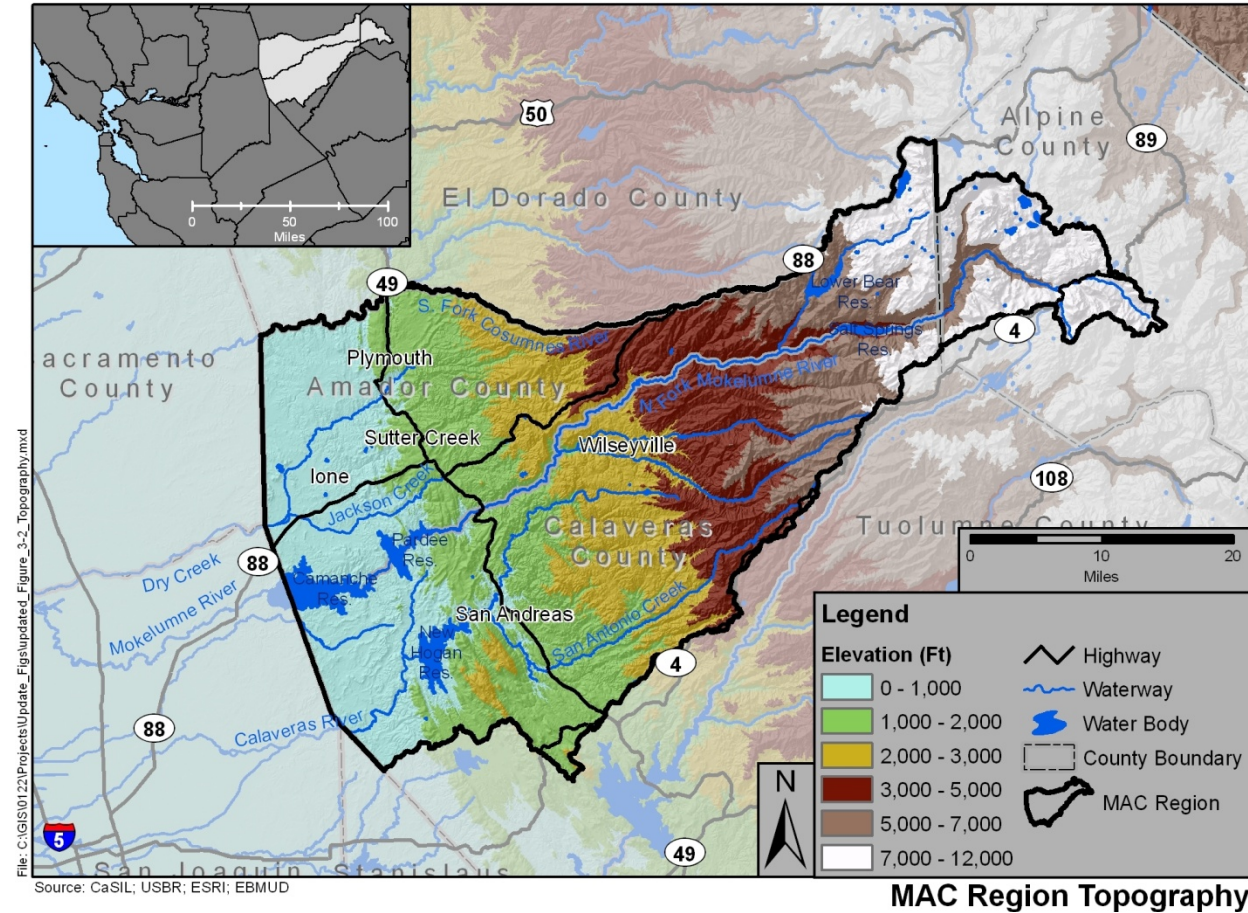 0 50 100
Miles
50
Alpine
County
89
El Dorado County
49
88
S. Fork Cosumnes River
Lower Bear
Res.
Salt Springs
Res.
4
acramento
County
Plymouth
Amador County
N Fork Mokelumne River
Sutter Creek
Wilseyville
Ione
Jackson Creek
108
Calaveras
County
Tuolumne County
Pardee
Res.
88
Dry Creek
Camanche
Res.
Mokelumne River
San Andreas
San Antonio Creek
New
Hogan
Res.
4
88
Calaveras River
5
49
San Joaquin
Stanislaus
0 10 20
Miles
N
Legend
Elevation (Ft)
0 - 1,000
1,000 - 2,000
2,000 - 3,000
3,000 - 5,000
5,000 - 7,000
7,000 - 12,000
Highway
Waterway
Water Body
County Boundary
MAC Region
File: C:\GIS\0122\Projects\Update_Figs\updated_Figure_3-2_Topography.mxd
Source: CaSIL; USBR; ESRI; EBMUD
MAC Region Topography